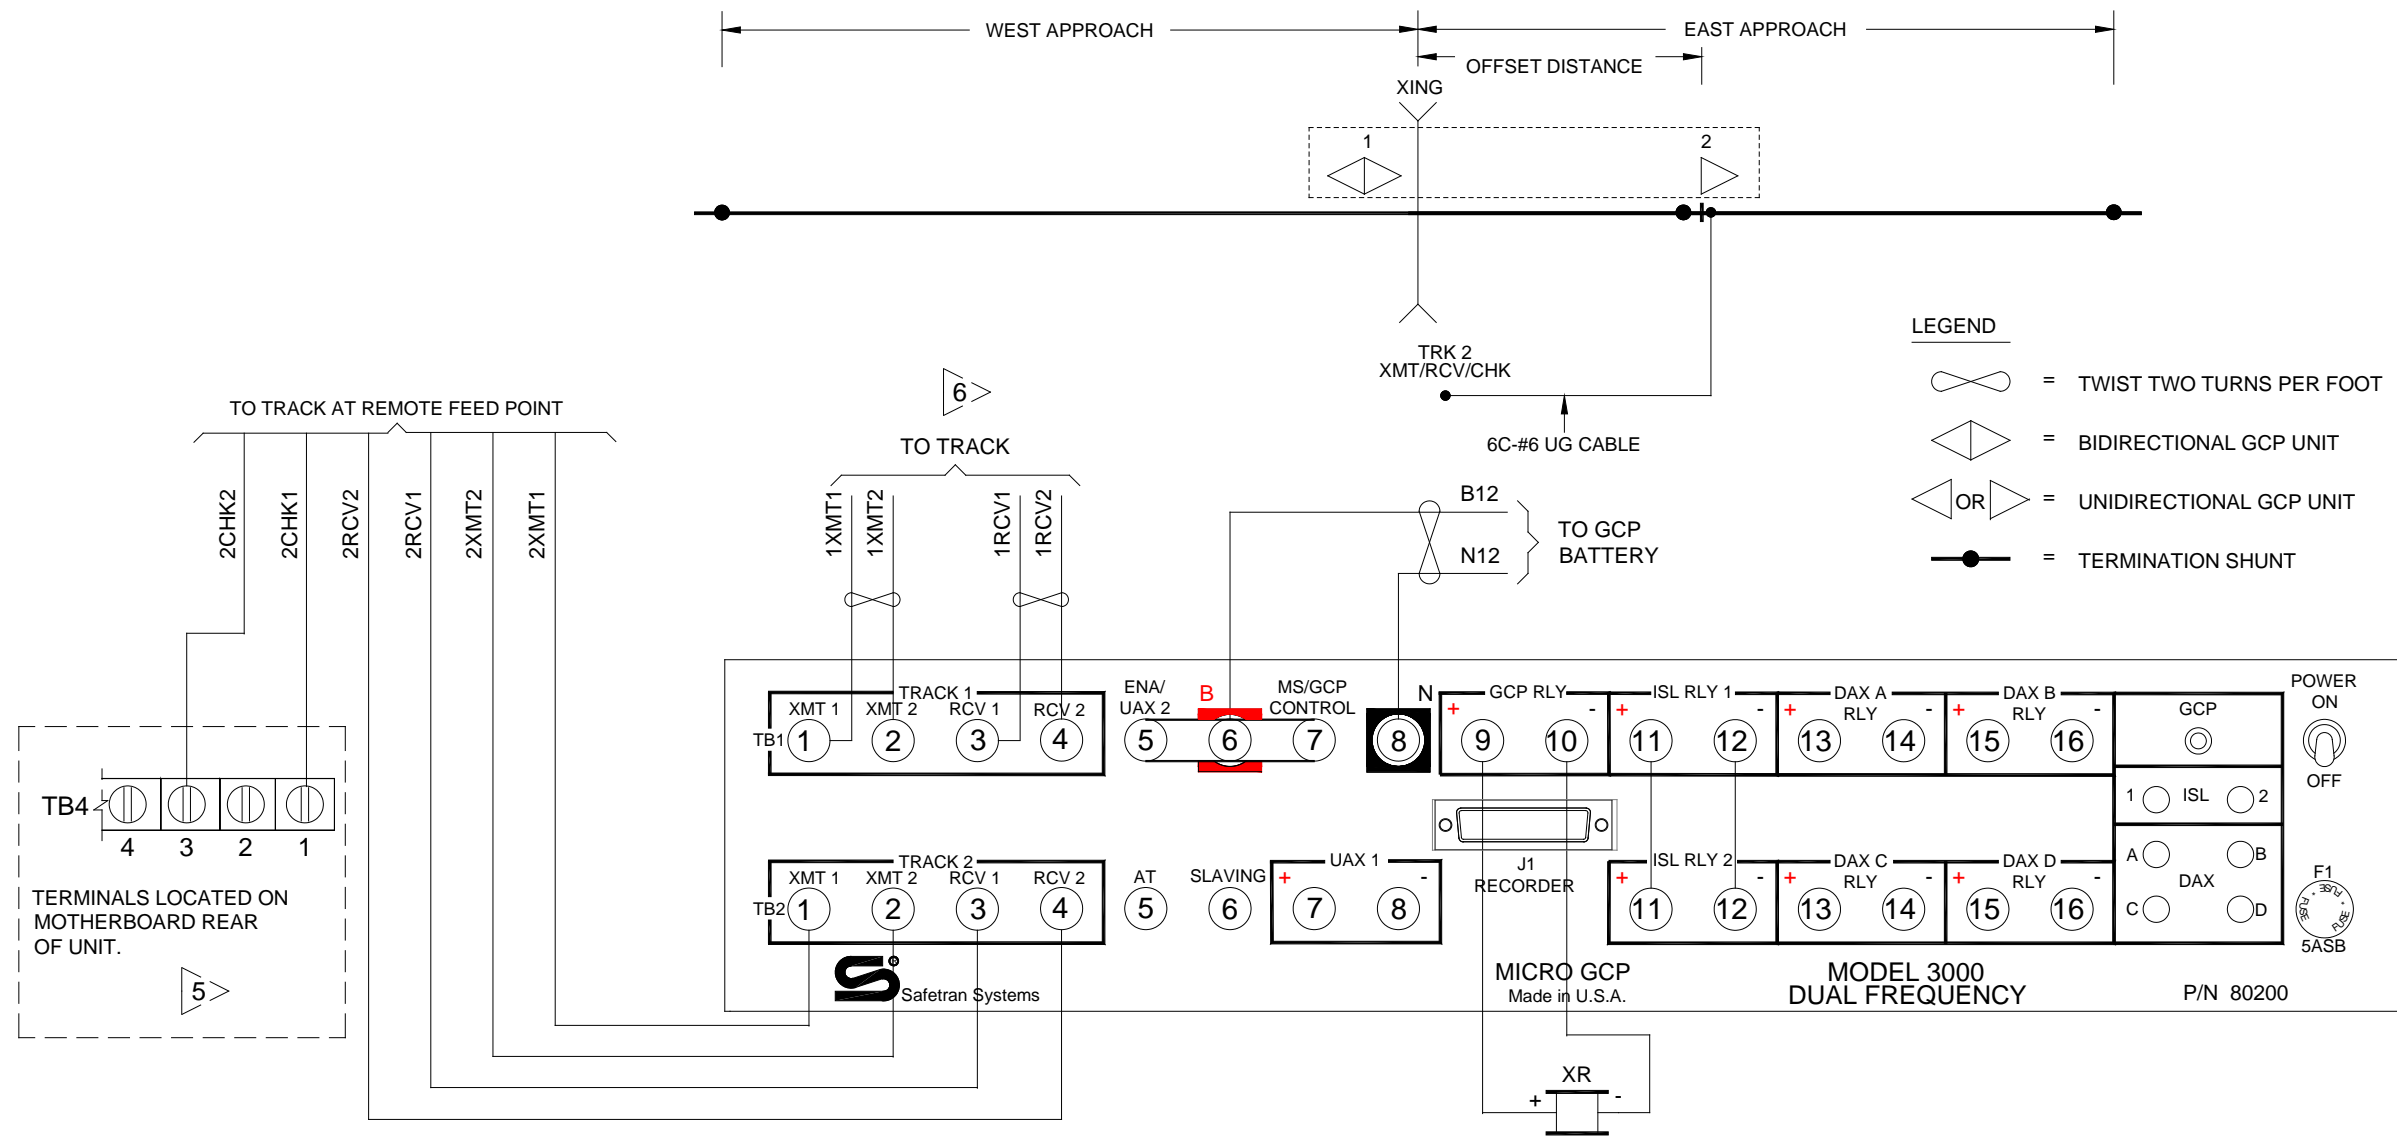 WEST APPROACH
EAST APPROACH
OFFSET DISTANCE
XING
1
2
TRK 2
XMT/RCV/CHK
6C-#6 UG CABLE
LEGEND
= TWIST TWO TURNS PER FOOT
= BIDIRECTIONAL GCP UNIT
OR = UNIDIRECTIONAL GCP UNIT
= TERMINATION SHUNT
TO TRACK AT REMOTE FEED POINT
2CHK2
2CHK1
2RCV2
2RCV1
2XMT2
2XMT1
6
TO TRACK
1XMT1
1XMT2
1RCV1
1RCV2
B12
N12
TO GCP
BATTERY
TB4
4 3 2 1
TERMINALS LOCATED ON
MOTHERBOARD REAR
OF UNIT.
5
TRACK 1
XMT 1 XMT 2 RCV 1 RCV 2
TB1 1 2 3 4
ENA/
UAX 2
B
MS/GCP
CONTROL
N
5 6 7 8
GCP RLY
+ -
9 10
ISL RLY 1
+ -
11 12
DAX A
RLY
+ -
13 14
DAX B
RLY
+ -
15 16
GCP
1 ISL 2
A B
DAX
C D
POWER
ON
OFF
F1
FUSE * FUSE * FUSE
5ASB
J1
RECORDER
TRACK 2
XMT 1 XMT 2 RCV 1 RCV 2
TB2 1 2 3 4
AT
5
SLAVING
6
UAX 1
+ -
7 8
ISL RLY 2
+ -
11 12
DAX C
RLY
+ -
13 14
DAX D
RLY
+ -
15 16
S®
Safetran Systems
MICRO GCP
Made in U.S.A.
MODEL 3000
DUAL FREQUENCY
P/N 80200
XR
+ -